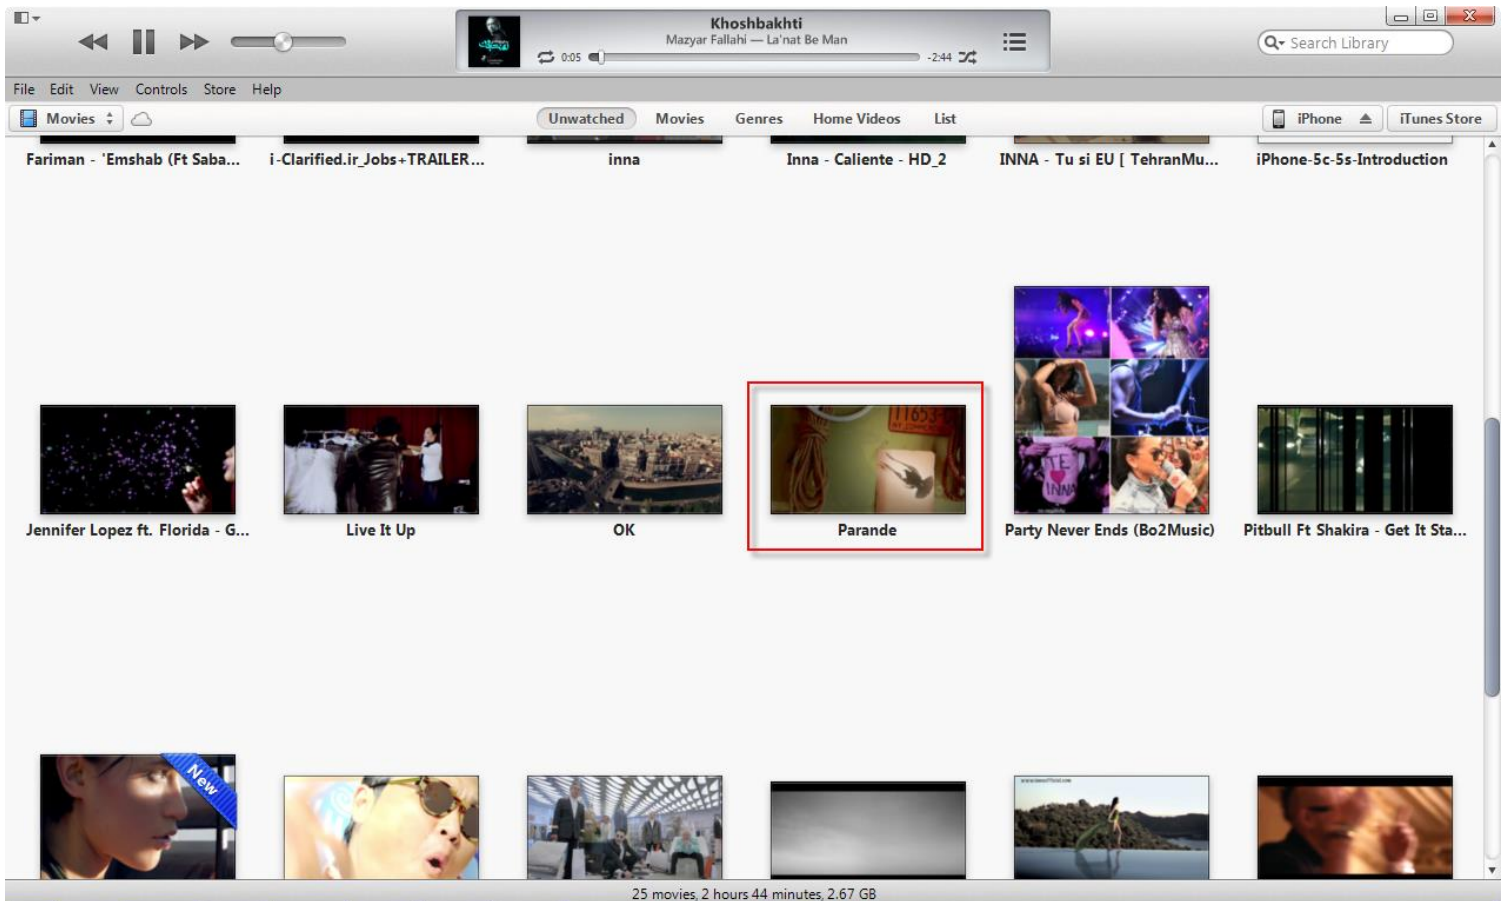 Khoshbakhti
Mazyar Fallahi — La'nat Be Man
0:05
-2:44
Search Library
File Edit View Controls Store Help
Movies
Unwatched Movies Genres Home Videos List
iPhone
iTunes Store
Fariman - 'Emshab (Ft Saba...
i-Clarified.ir_Jobs+TRAILER...
inna
Inna - Caliente - HD_2
INNA - Tu si EU [ TehranMu...
iPhone-5c-5s-Introduction
11653
TE
INNA
Jennifer Lopez ft. Florida - G...
Live It Up
OK
Parande
Party Never Ends (Bo2Music)
Pitbull Ft Shakira - Get It Sta...
New
25 movies, 2 hours 44 minutes, 2.67 GB